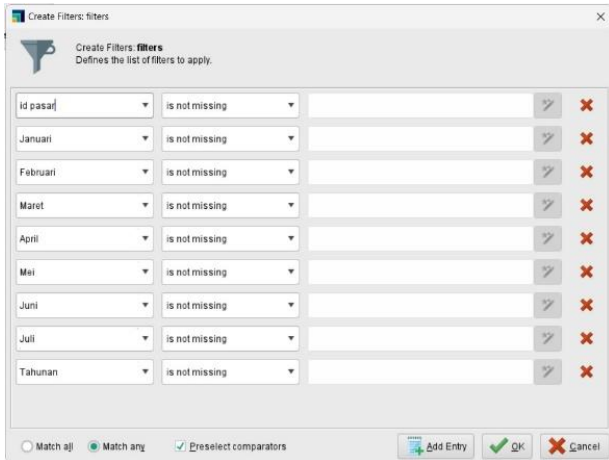 Create Filters: filters
Create Filters: filters
Defines the list of filters to apply.
id pasar is not missing
Januari is not missing
Februari is not missing
Maret is not missing
April is not missing
Mei is not missing
Juni is not missing
Juli is not missing
Tahunan is not missing
Match all Match any Preselect comparators Add Entry OK Cancel